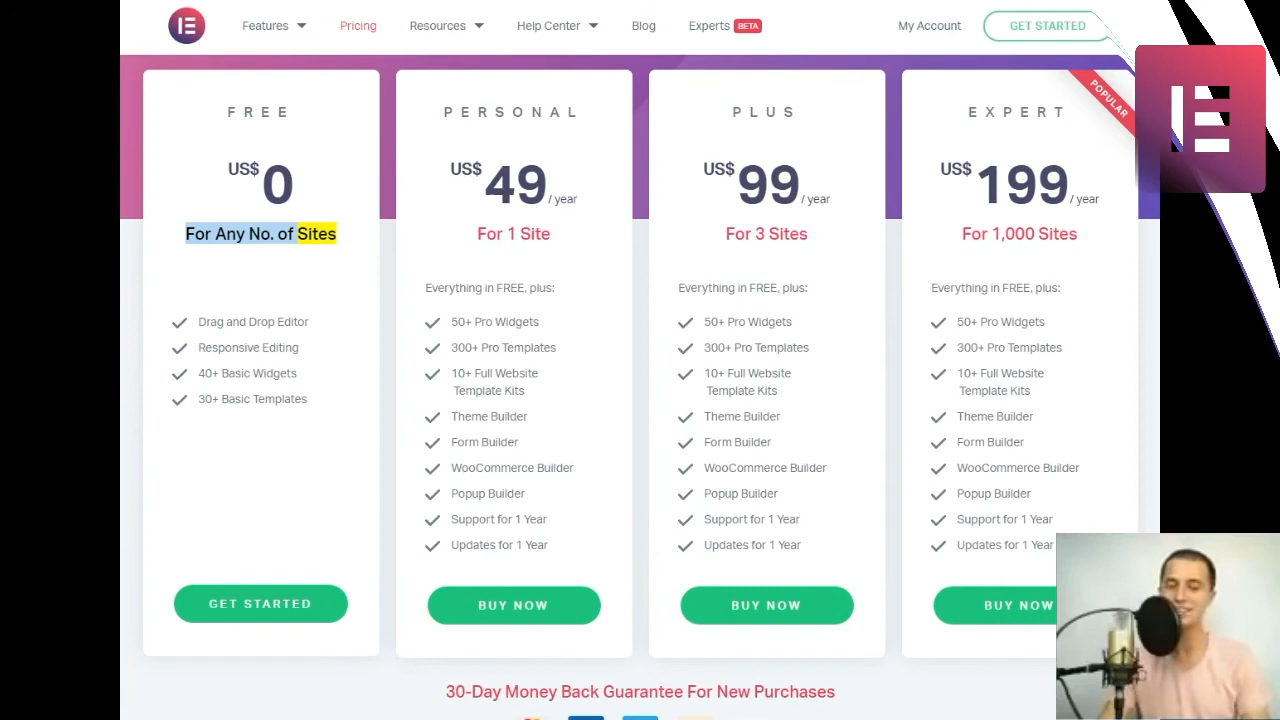 Features
Pricing
Resources
Help Center
Blog
Experts BETA
My Account
GET STARTED
FREE
US$ 0
For Any No. of Sites
Drag and Drop Editor
Responsive Editing
40+ Basic Widgets
30+ Basic Templates
GET STARTED
PERSONAL
US$ 49 / year
For 1 Site
Everything in FREE, plus:
50+ Pro Widgets
300+ Pro Templates
10+ Full Website
Template Kits
Theme Builder
Form Builder
WooCommerce Builder
Popup Builder
Support for 1 Year
Updates for 1 Year
BUY NOW
PLUS
US$ 99 / year
For 3 Sites
Everything in FREE, plus:
50+ Pro Widgets
300+ Pro Templates
10+ Full Website
Template Kits
Theme Builder
Form Builder
WooCommerce Builder
Popup Builder
Support for 1 Year
Updates for 1 Year
BUY NOW
POPULAR
EXPERT
US$ 199 / year
For 1,000 Sites
Everything in FREE, plus:
50+ Pro Widgets
300+ Pro Templates
10+ Full Website
Template Kits
Theme Builder
Form Builder
WooCommerce Builder
Popup Builder
Support for 1 Year
Updates for 1 Year
BUY NOW
30-Day Money Back Guarantee For New Purchases